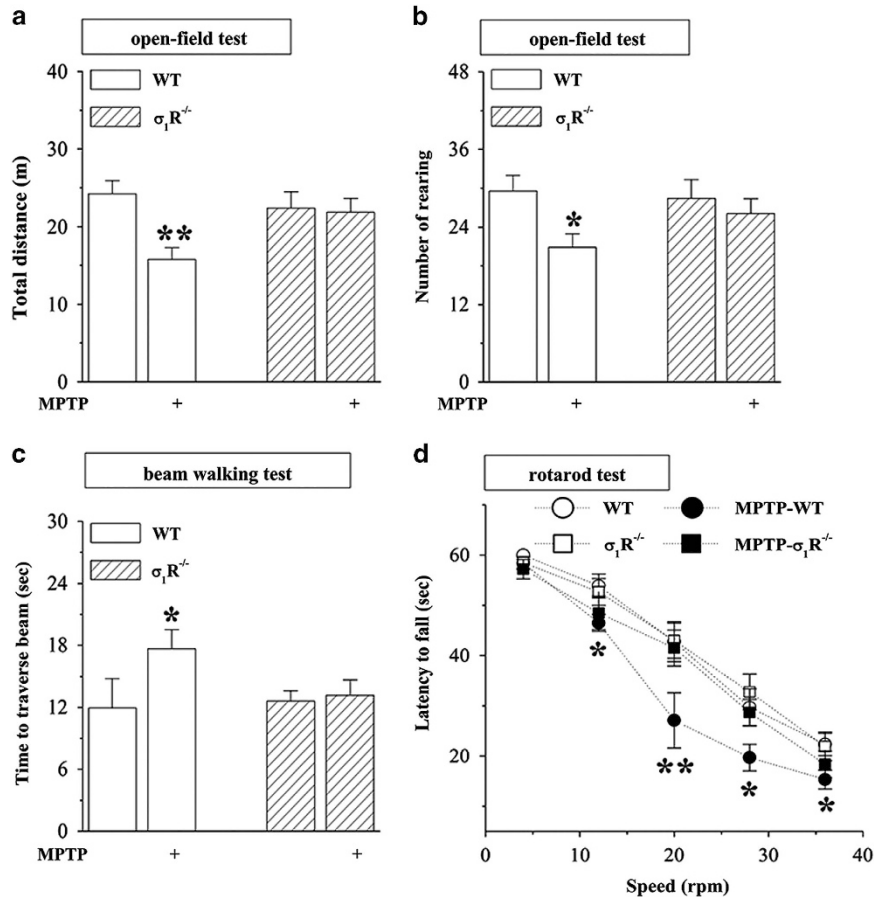 a
open-field test
WT
σ₁R⁻/⁻
Total distance (m)
40
30
20
10
0
**
MPTP + +
b
open-field test
WT
σ₁R⁻/⁻
Number of rearing
48
36
24
12
0
*
MPTP + +
c
beam walking test
WT
σ₁R⁻/⁻
Time to traverse beam (sec)
30
24
18
12
6
0
*
MPTP + +
d
rotarod test
WT MPTP-WT
σ₁R⁻/⁻ MPTP-σ₁R⁻/⁻
Latency to fall (sec)
60
40
20
*
**
*
*
0 10 20 30 40
Speed (rpm)